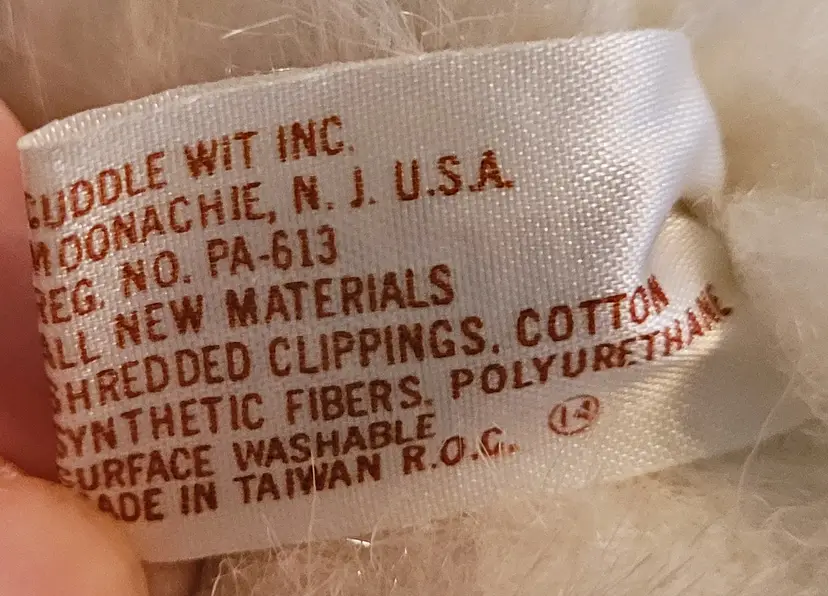 CUDDLE WIT INC.
MOONACHIE, N. J. U.S.A.
REG. NO. PA-613
ALL NEW MATERIALS
SHREDDED CLIPPINGS. COTTON
SYNTHETIC FIBERS. POLYURETHANE
SURFACE WASHABLE
MADE IN TAIWAN R.O.C.